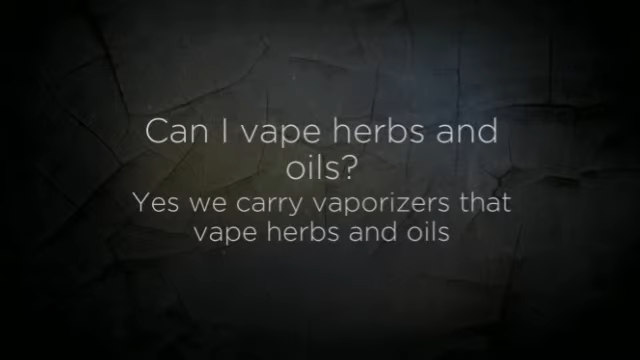 Can I vape herbs and
oils?
Yes we carry vaporizers that
vape herbs and oils